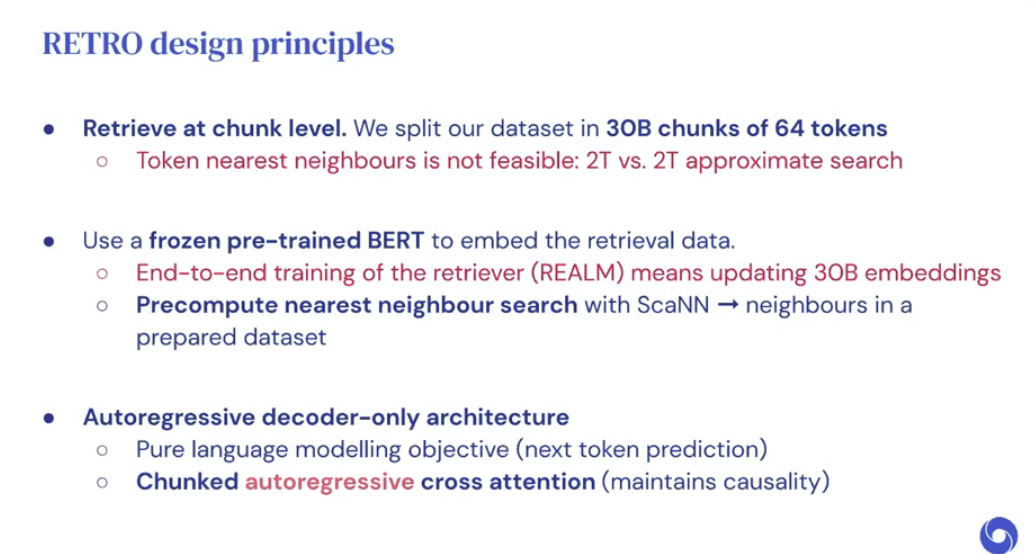 RETRO design principles
● Retrieve at chunk level. We split our dataset in 30B chunks of 64 tokens
○ Token nearest neighbours is not feasible: 2T vs. 2T approximate search
● Use a frozen pre-trained BERT to embed the retrieval data.
○ End-to-end training of the retriever (REALM) means updating 30B embeddings
○ Precompute nearest neighbour search with ScaNN → neighbours in a
prepared dataset
● Autoregressive decoder-only architecture
○ Pure language modelling objective (next token prediction)
○ Chunked autoregressive cross attention (maintains causality)